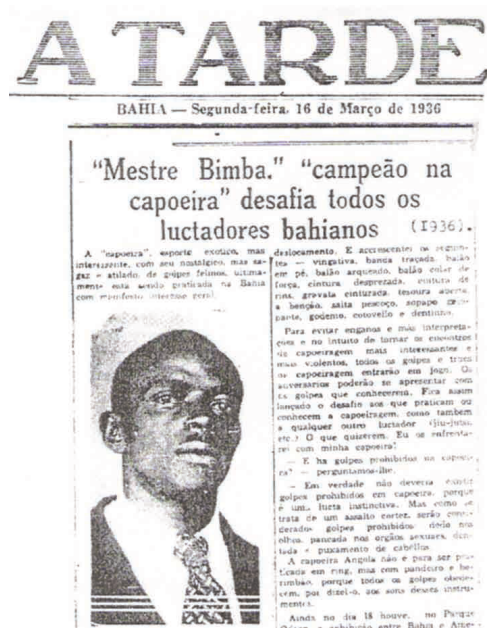 A TARDE
BAHIA — Segunda-feira, 16 de Março de 1936
“Mestre Bimba.” “campeão na
capoeira” desafia todos os
luctadores bahianos
(1936).
A "capoeira", esporte exotico, mas
interessante, com seu nostalgico, mas sa-
gaz e atilado, de golpes felinos, ultima-
mente está sendo praticada na Bahia
com manifesto interesse geral.
deslocamento. E accrescentei os seguin-
tes — vingativa, banda traçada, balão
em pé, balão arqueado, balão colar de
força, cintura desprezada, cintura de
rins, gravata cinturada, tesoura aberta,
a benção, salta pescoço, sopapo
pante, godemo, cotovello e dentinho.
Para evitar enganos e más interpreta-
ções e no intuito de tornar os encontros
da capoeiragem mais interessantes e
mais violentos, todos os golpes e trucs
de capoeiragem entrarão em jogo. Os
adversarios poderão se apresentar com
os golpes que conhecerem. Fica assim
lançado o desafio aos que praticam ou
conhecem a capoeiragem, como tambem
a qualquer outro luctador (jiu-jutsu,
etc.) O que quizerem. Eu os enfrenta-
rei com minha capoeira!
— E ha golpes prohibidos na capoei-
ra? — perguntamos-lhe.
— Em verdade não deveria existir
golpes prohibidos em capoeira, porque
é uma lucta instinctiva. Mas como se
trata de um assalto cortez, serão consi-
derados golpes prohibidos: dedo nos
olhos, pancada nos orgãos sexuaes, den-
tada e puxamento de cabellos.
A capoeira Angola não é para ser pra-
ticada em ring, mas com pandeiro e be-
rimbáo, porque todos os golpes obede-
cem, por dizel-o, aos sons desses instru-
mentos.
Ainda no dia 18 houve, no Parque
exhibição entre Bahia e Ame-